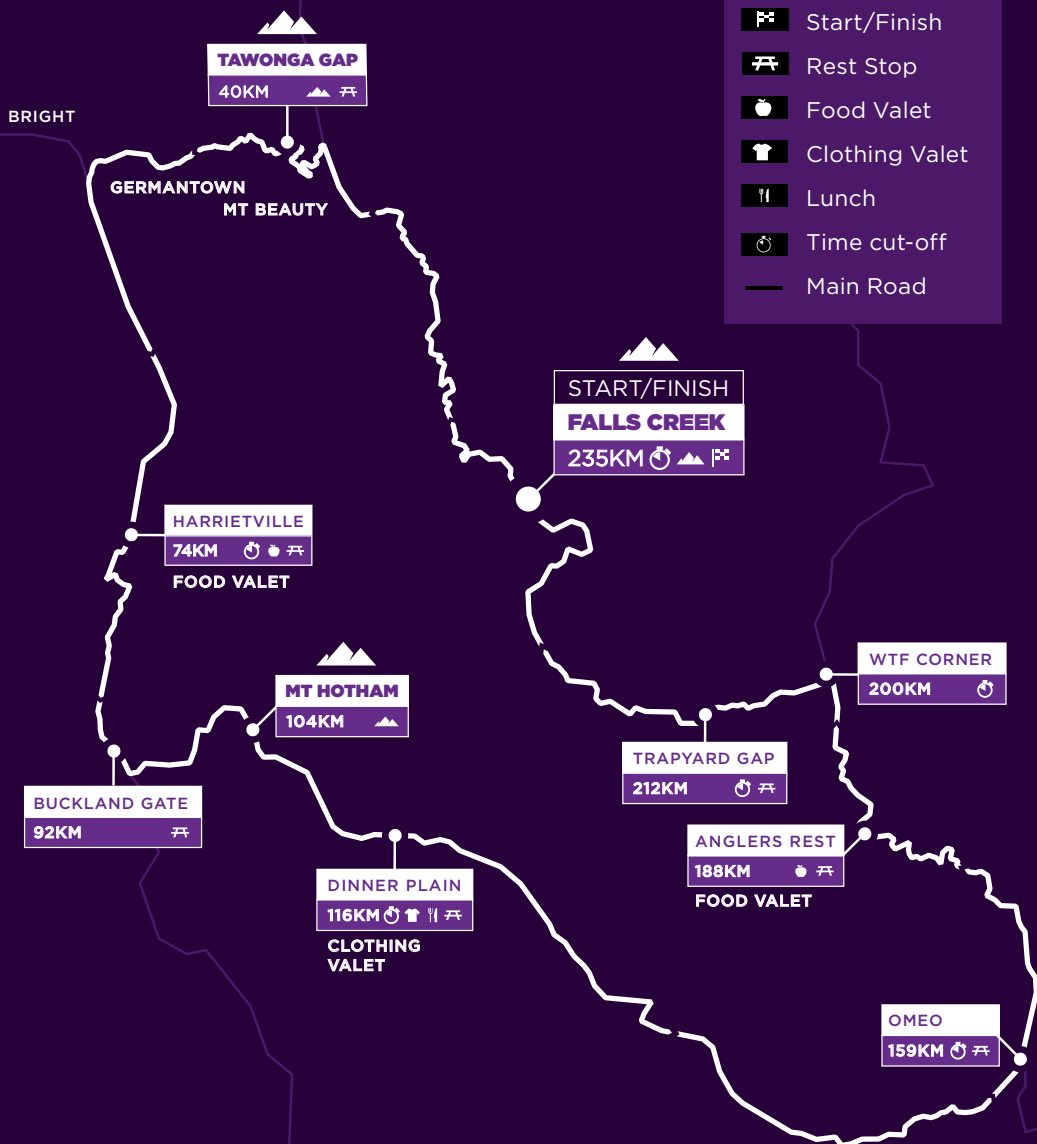 Start/Finish
Rest Stop
Food Valet
Clothing Valet
Lunch
Time cut-off
Main Road
TAWONGA GAP
40KM
BRIGHT
GERMANTOWN
MT BEAUTY
START/FINISH
FALLS CREEK
235KM
HARRIETVILLE
74KM
FOOD VALET
WTF CORNER
200KM
MT HOTHAM
104KM
TRAPYARD GAP
212KM
BUCKLAND GATE
92KM
ANGLERS REST
188KM
FOOD VALET
DINNER PLAIN
116KM
CLOTHING
VALET
OMEO
159KM